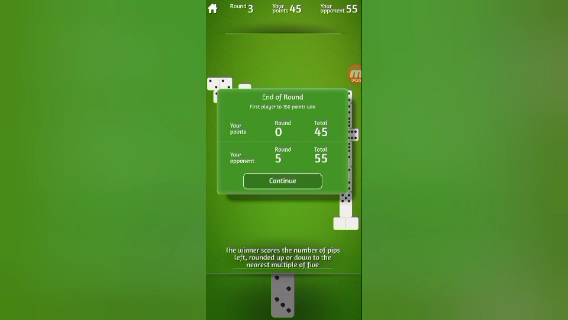 Round 3
Your points 45
Your opponent 55
End of Round
First player to 150 points win
Round
Total
Your points
0
45
Round
Total
Your opponent
5
55
Continue
The winner scores the number of pips
left, rounded up or down to the
nearest multiple of five